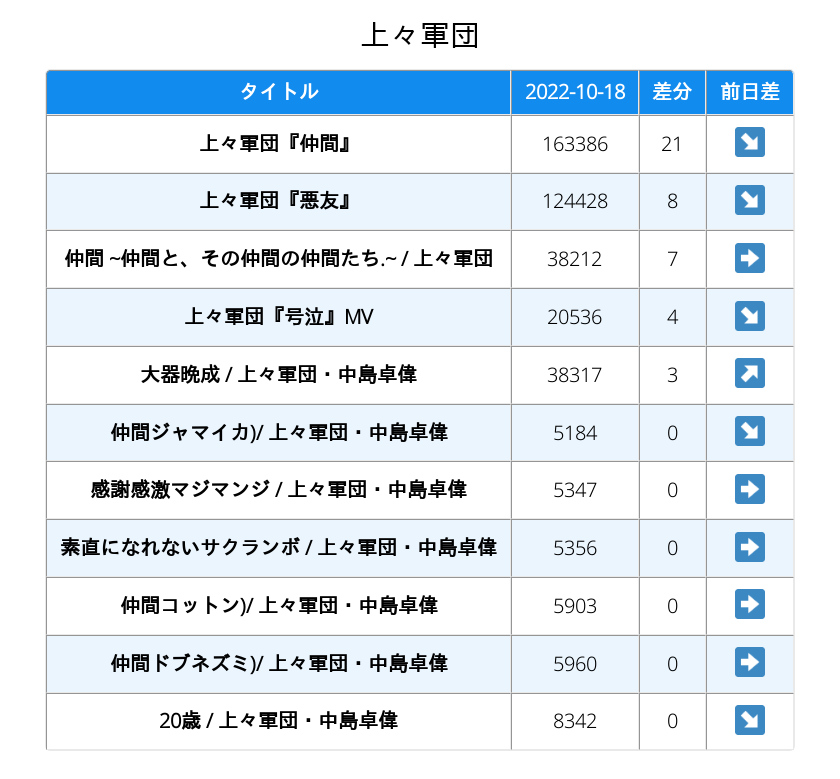 上々軍団
タイトル 2022-10-18 差分 前日差
上々軍団『仲間』 163386 21 ↘
上々軍団『悪友』 124428 8 ↘
仲間 ~仲間と、その仲間の仲間たち.~ / 上々軍団 38212 7 ➡
上々軍団『号泣』MV 20536 4 ↘
大器晩成 / 上々軍団・中島卓偉 38317 3 ↗
仲間ジャマイカ)/ 上々軍団・中島卓偉 5184 0 ↘
感謝感激マジマンジ / 上々軍団・中島卓偉 5347 0 ➡
素直になれないサクランボ / 上々軍団・中島卓偉 5356 0 ➡
仲間コットン)/ 上々軍団・中島卓偉 5903 0 ➡
仲間ドブネズミ)/ 上々軍団・中島卓偉 5960 0 ➡
20歳 / 上々軍団・中島卓偉 8342 0 ↘